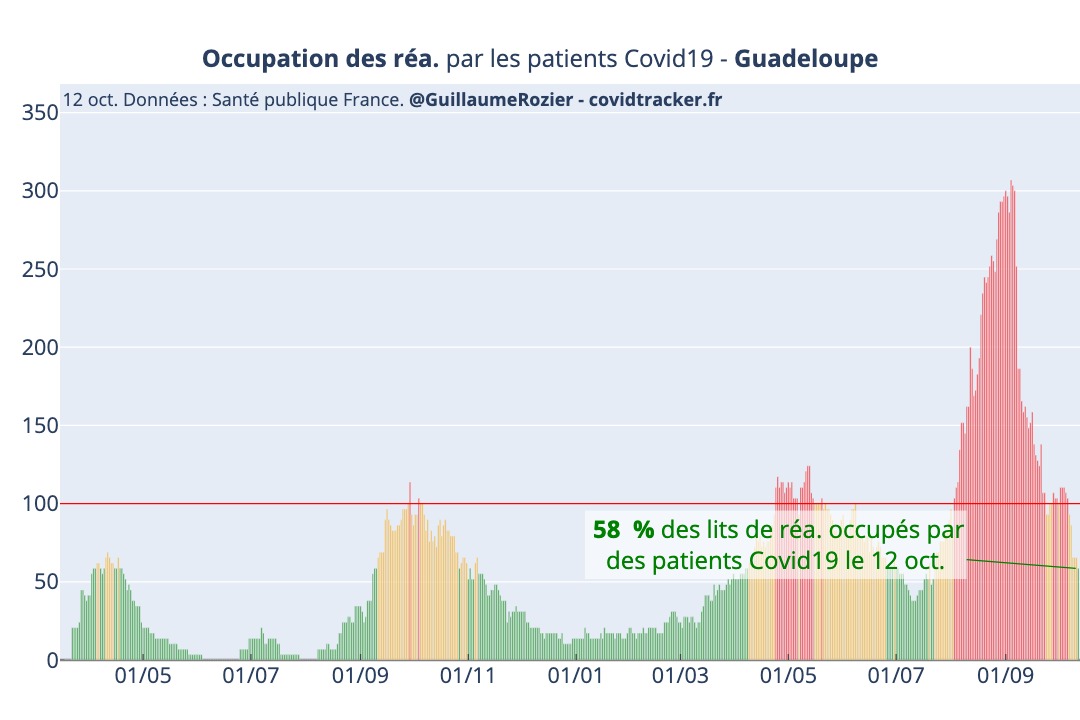 Occupation des réa. par les patients Covid19 - Guadeloupe
12 oct. Données : Santé publique France. @GuillaumeRozier - covidtracker.fr
350
300
250
200
150
100
50
0
58 % des lits de réa. occupés par
des patients Covid19 le 12 oct.
01/05 01/07 01/09 01/11 01/01 01/03 01/05 01/07 01/09